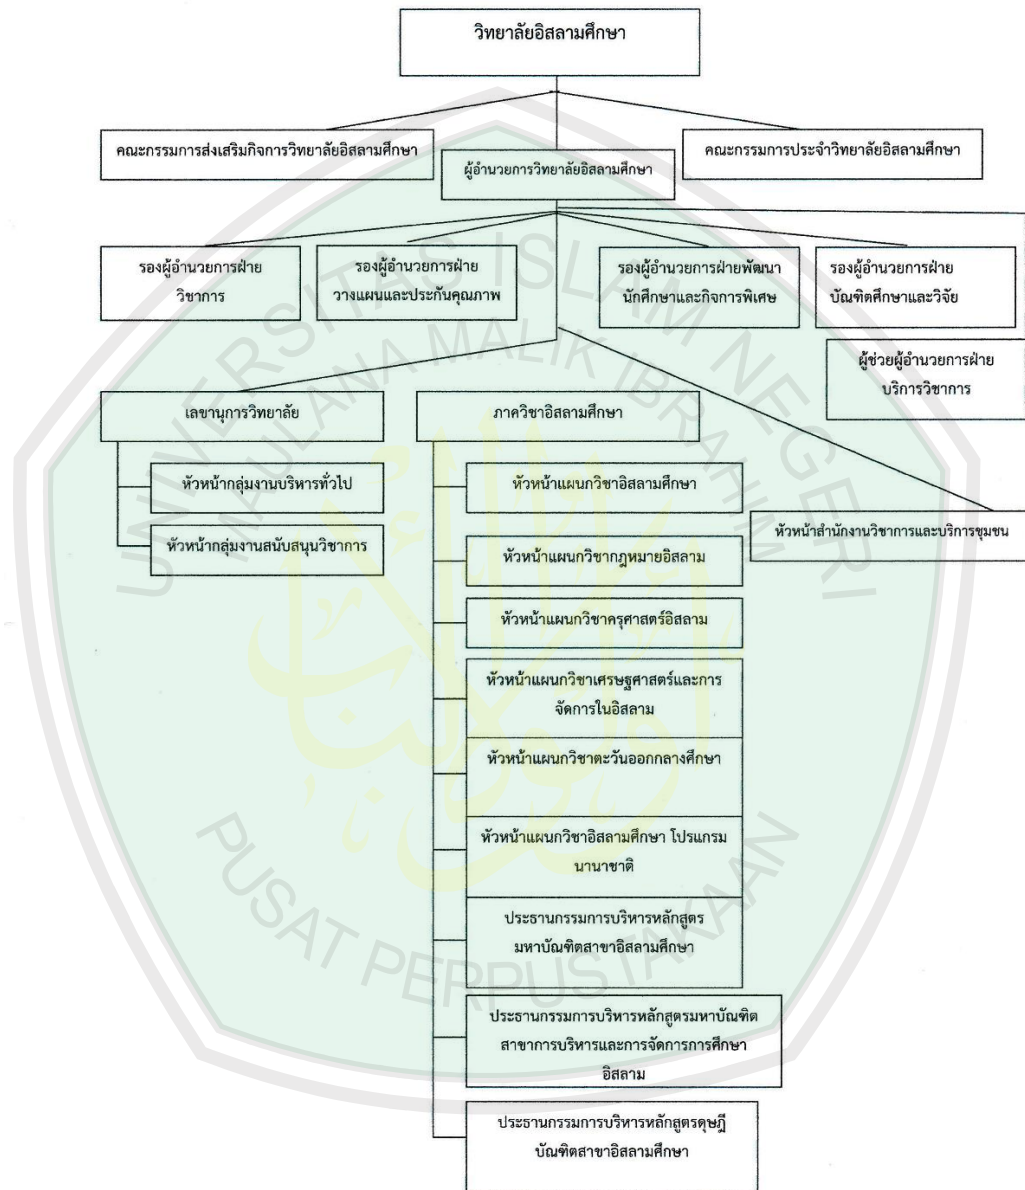 วิทยาลัยอิสลามศึกษา
คณะกรรมการส่งเสริมกิจการวิทยาลัยอิสลามศึกษา
คณะกรรมการประจำวิทยาลัยอิสลามศึกษา
ผู้อำนวยการวิทยาลัยอิสลามศึกษา
รองผู้อำนวยการฝ่าย
วิชาการ
รองผู้อำนวยการฝ่าย
วางแผนและประกันคุณภาพ
รองผู้อำนวยการฝ่ายพัฒนา
นักศึกษาและกิจการพิเศษ
รองผู้อำนวยการฝ่าย
บัณฑิตศึกษาและวิจัย
ผู้ช่วยผู้อำนวยการฝ่าย
บริการวิชาการ
เลขานุการวิทยาลัย
หัวหน้ากลุ่มงานบริหารทั่วไป
หัวหน้ากลุ่มงานสนับสนุนวิชาการ
ภาควิชาอิสลามศึกษา
หัวหน้าแผนกวิชาอิสลามศึกษา
หัวหน้าแผนกวิชากฎหมายอิสลาม
หัวหน้าแผนกวิชาครุศาสตร์อิสลาม
หัวหน้าแผนกวิชาเศรษฐศาสตร์และการ
จัดการในอิสลาม
หัวหน้าแผนกวิชาตะวันออกกลางศึกษา
หัวหน้าแผนกวิชาอิสลามศึกษา โปรแกรม
นานาชาติ
ประธานกรรมการบริหารหลักสูตร
มหาบัณฑิตสาขาอิสลามศึกษา
ประธานกรรมการบริหารหลักสูตรมหาบัณฑิต
สาขาการบริหารและการจัดการการศึกษา
อิสลาม
ประธานกรรมการบริหารหลักสูตรดุษฎี
บัณฑิตสาขาอิสลามศึกษา
หัวหน้าสำนักงานวิชาการและบริการชุมชน
UNIVERSITAS ISLAM NEGERI
MAULANA MALIK IBRAHIM
PUSAT PERPUSTAKAAN